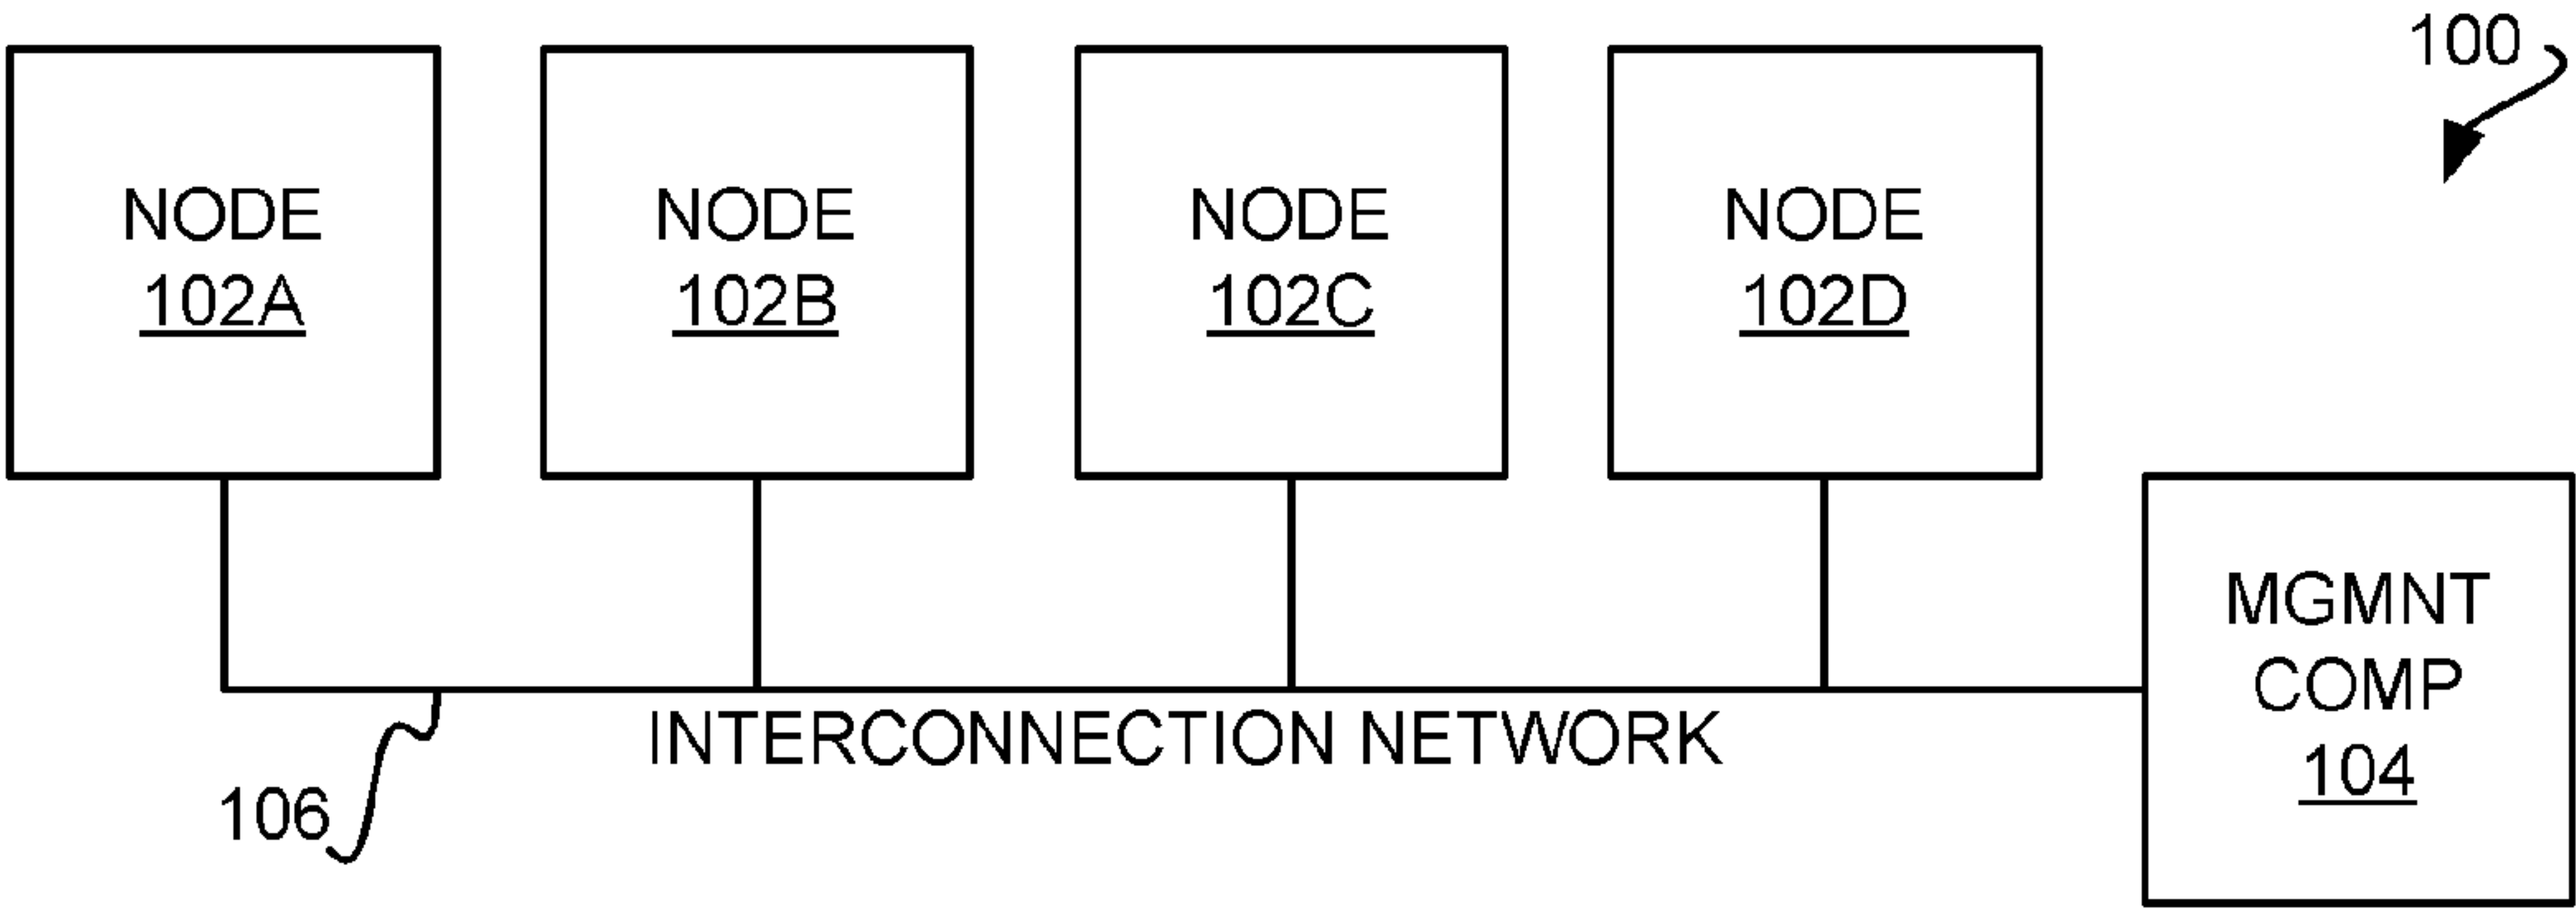 100
NODE
102A
NODE
102B
NODE
102C
NODE
102D
MGMNT
COMP
104
INTERCONNECTION NETWORK
106